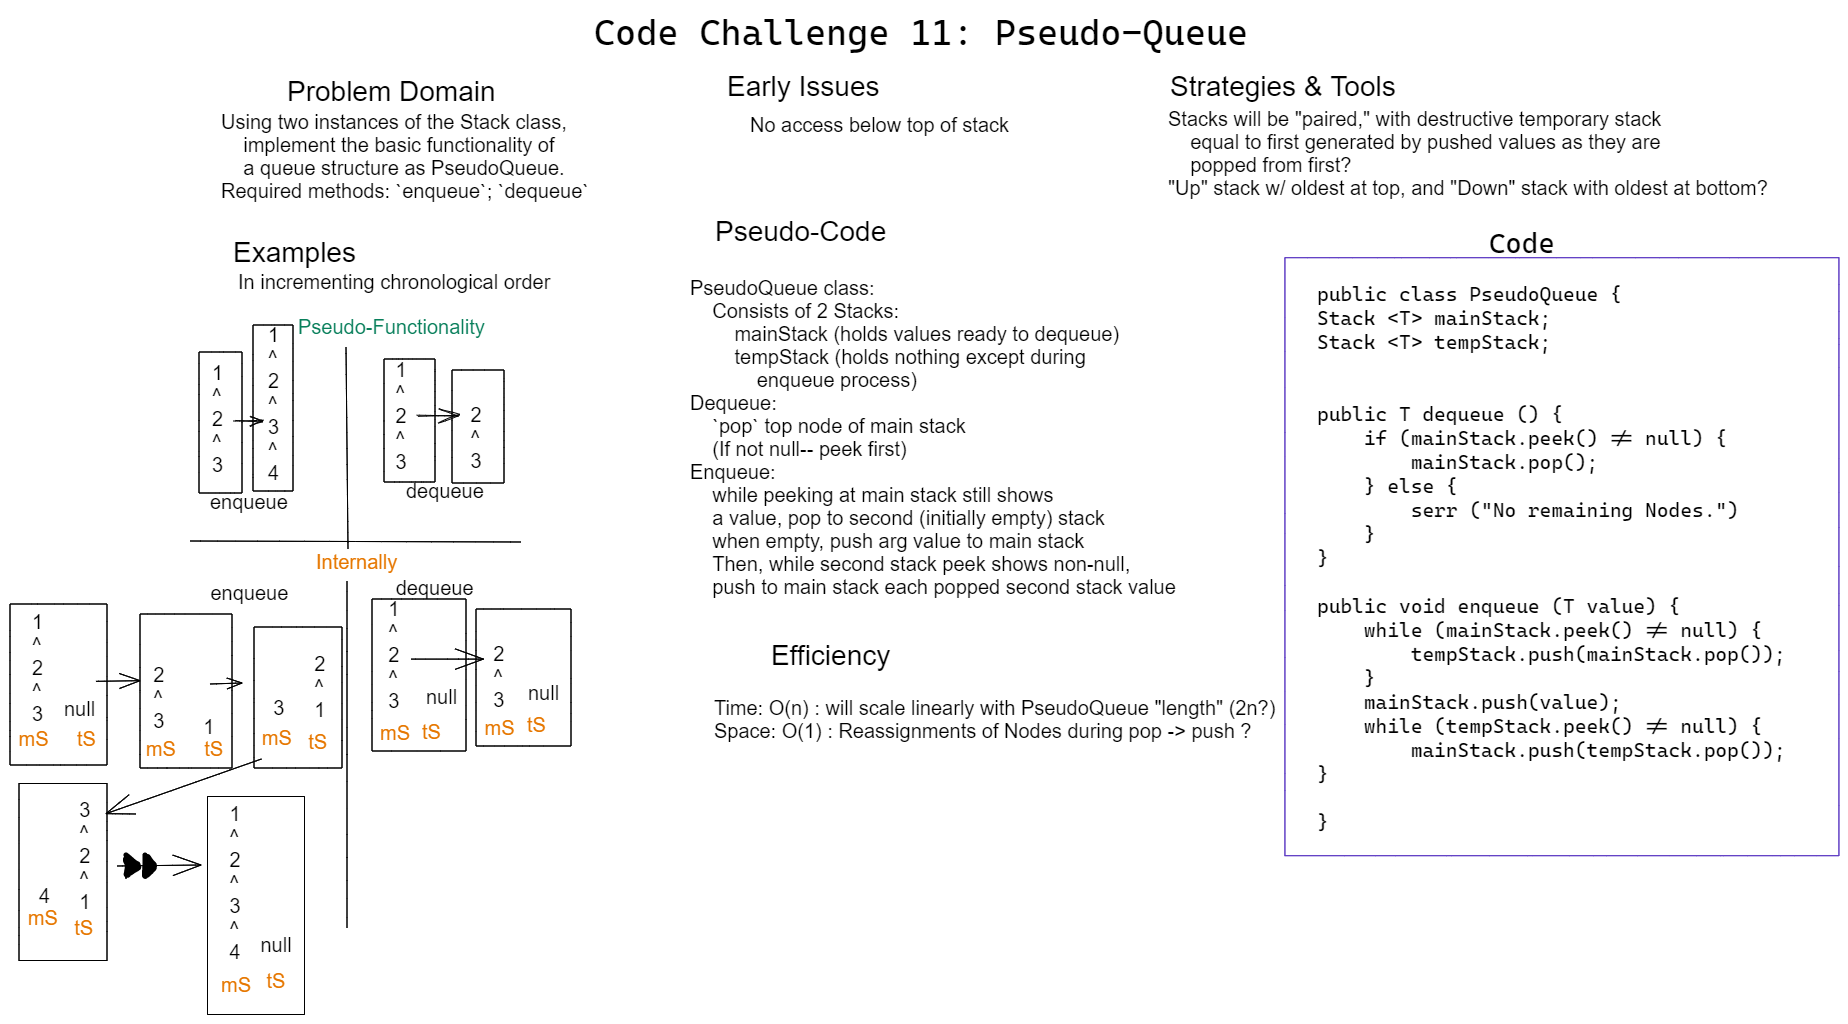 Code Challenge 11: Pseudo-Queue
Problem Domain
Using two instances of the Stack class,
implement the basic functionality of
a queue structure as PseudoQueue.
Required methods: `enqueue`; `dequeue`
Examples
In incrementing chronological order
Pseudo-Functionality
1
^
2
^
3
1
^
2
^
3
^
4
enqueue
1
^
2
^
3
2
^
3
dequeue
Internally
enqueue
1
^
2
^
3
null
mS tS
2
^
3
1
mS tS
3
2
^
1
mS tS
4
3
^
2
^
1
mS tS
1
^
2
^
3
^
4
null
mS tS
dequeue
1
^
2
^
3
null
mS tS
2
^
3
null
mS tS
Early Issues
No access below top of stack
Pseudo-Code
PseudoQueue class:
Consists of 2 Stacks:
mainStack (holds values ready to dequeue)
tempStack (holds nothing except during
enqueue process)
Dequeue:
`pop` top node of main stack
(If not null-- peek first)
Enqueue:
while peeking at main stack still shows
a value, pop to second (initially empty) stack
when empty, push arg value to main stack
Then, while second stack peek shows non-null,
push to main stack each popped second stack value
Efficiency
Time: O(n) : will scale linearly with PseudoQueue "length" (2n?)
Space: O(1) : Reassignments of Nodes during pop -> push ?
Strategies & Tools
Stacks will be "paired," with destructive temporary stack
equal to first generated by pushed values as they are
popped from first?
"Up" stack w/ oldest at top, and "Down" stack with oldest at bottom?
Code
public class PseudoQueue {
Stack <T> mainStack;
Stack <T> tempStack;
public T dequeue () {
if (mainStack.peek() != null) {
mainStack.pop();
} else {
serr ("No remaining Nodes.")
}
}
public void enqueue (T value) {
while (mainStack.peek() != null) {
tempStack.push(mainStack.pop());
}
mainStack.push(value);
while (tempStack.peek() != null) {
mainStack.push(tempStack.pop());
}
}